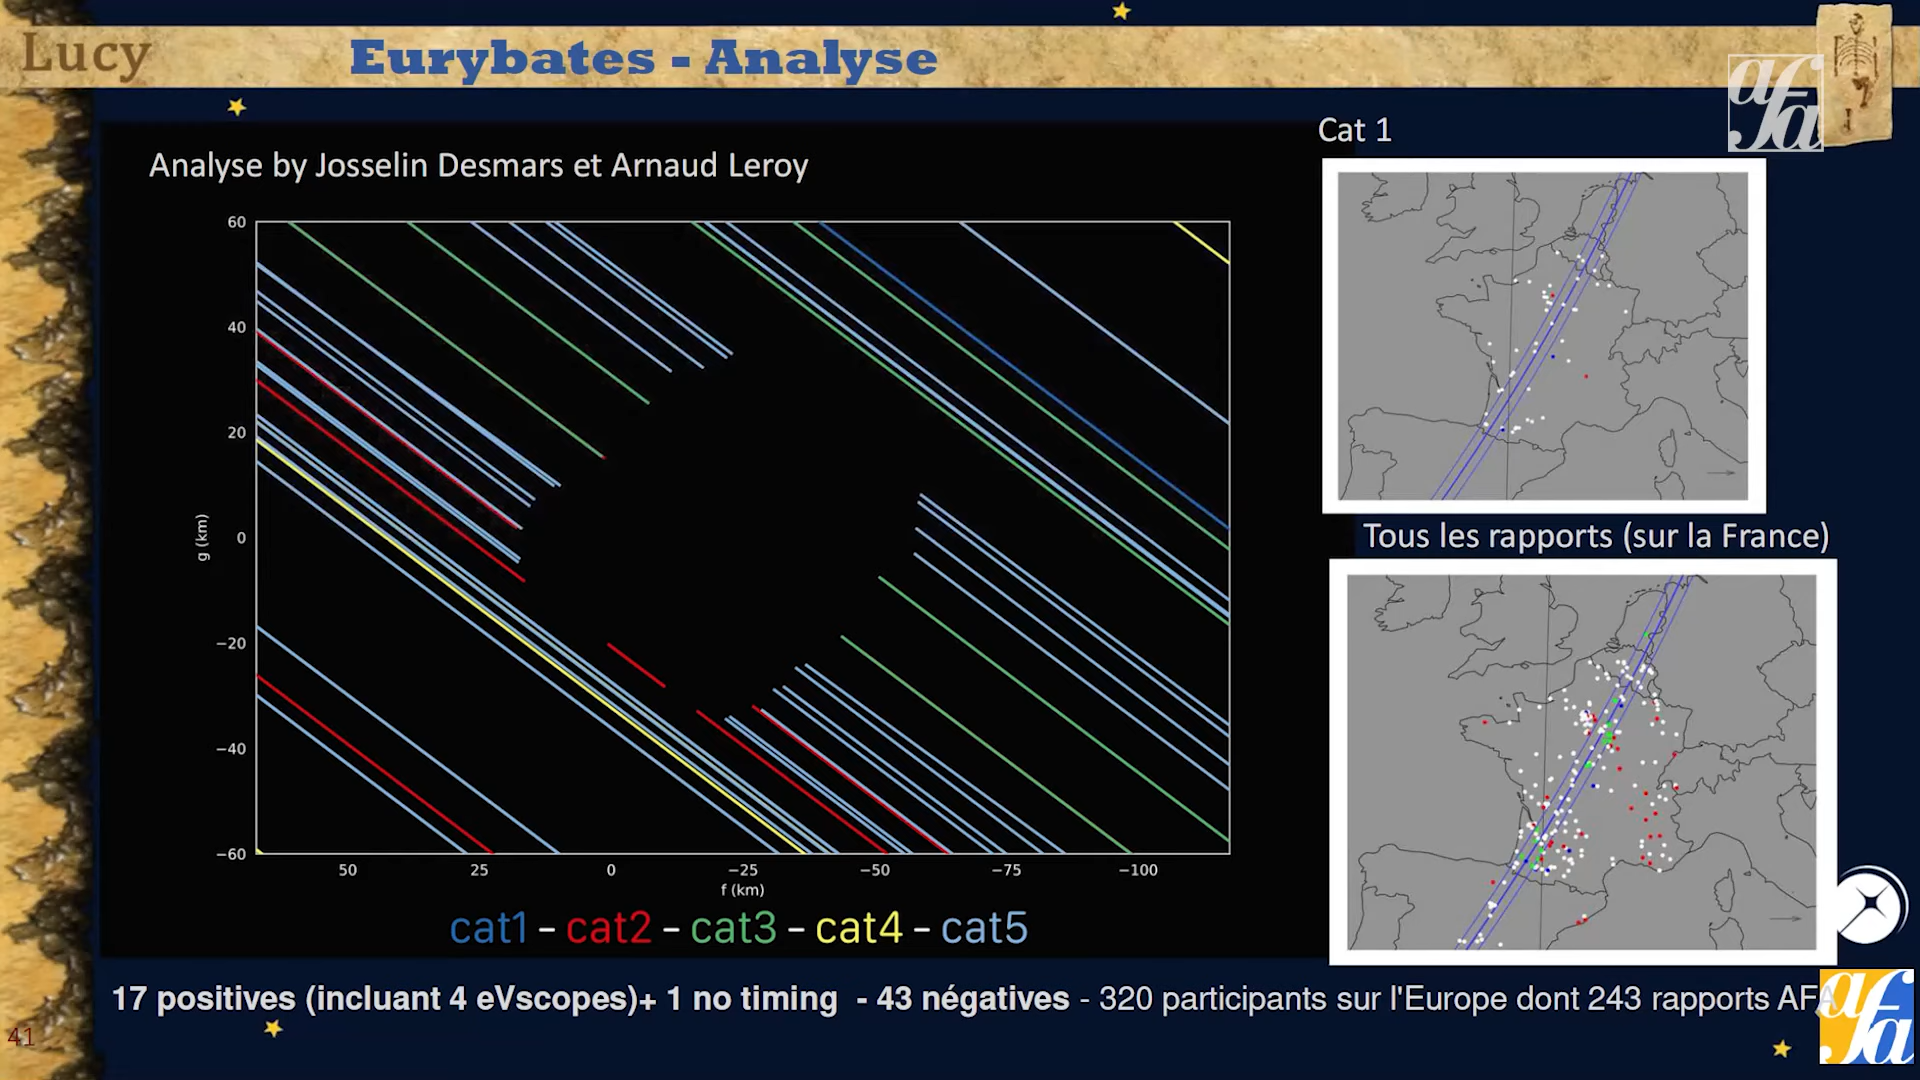 Lucy
Eurybates - Analyse
afa
Cat 1
Analyse by Josselin Desmars et Arnaud Leroy
60
40
20
0
−20
−40
−60
g (km)
50
25
0
−25
−50
−75
−100
f (km)
cat1 - cat2 - cat3 - cat4 - cat5
Tous les rapports (sur la France)
17 positives (incluant 4 eVscopes)+ 1 no timing - 43 négatives - 320 participants sur l'Europe dont 243 rapports AFA
afa
41